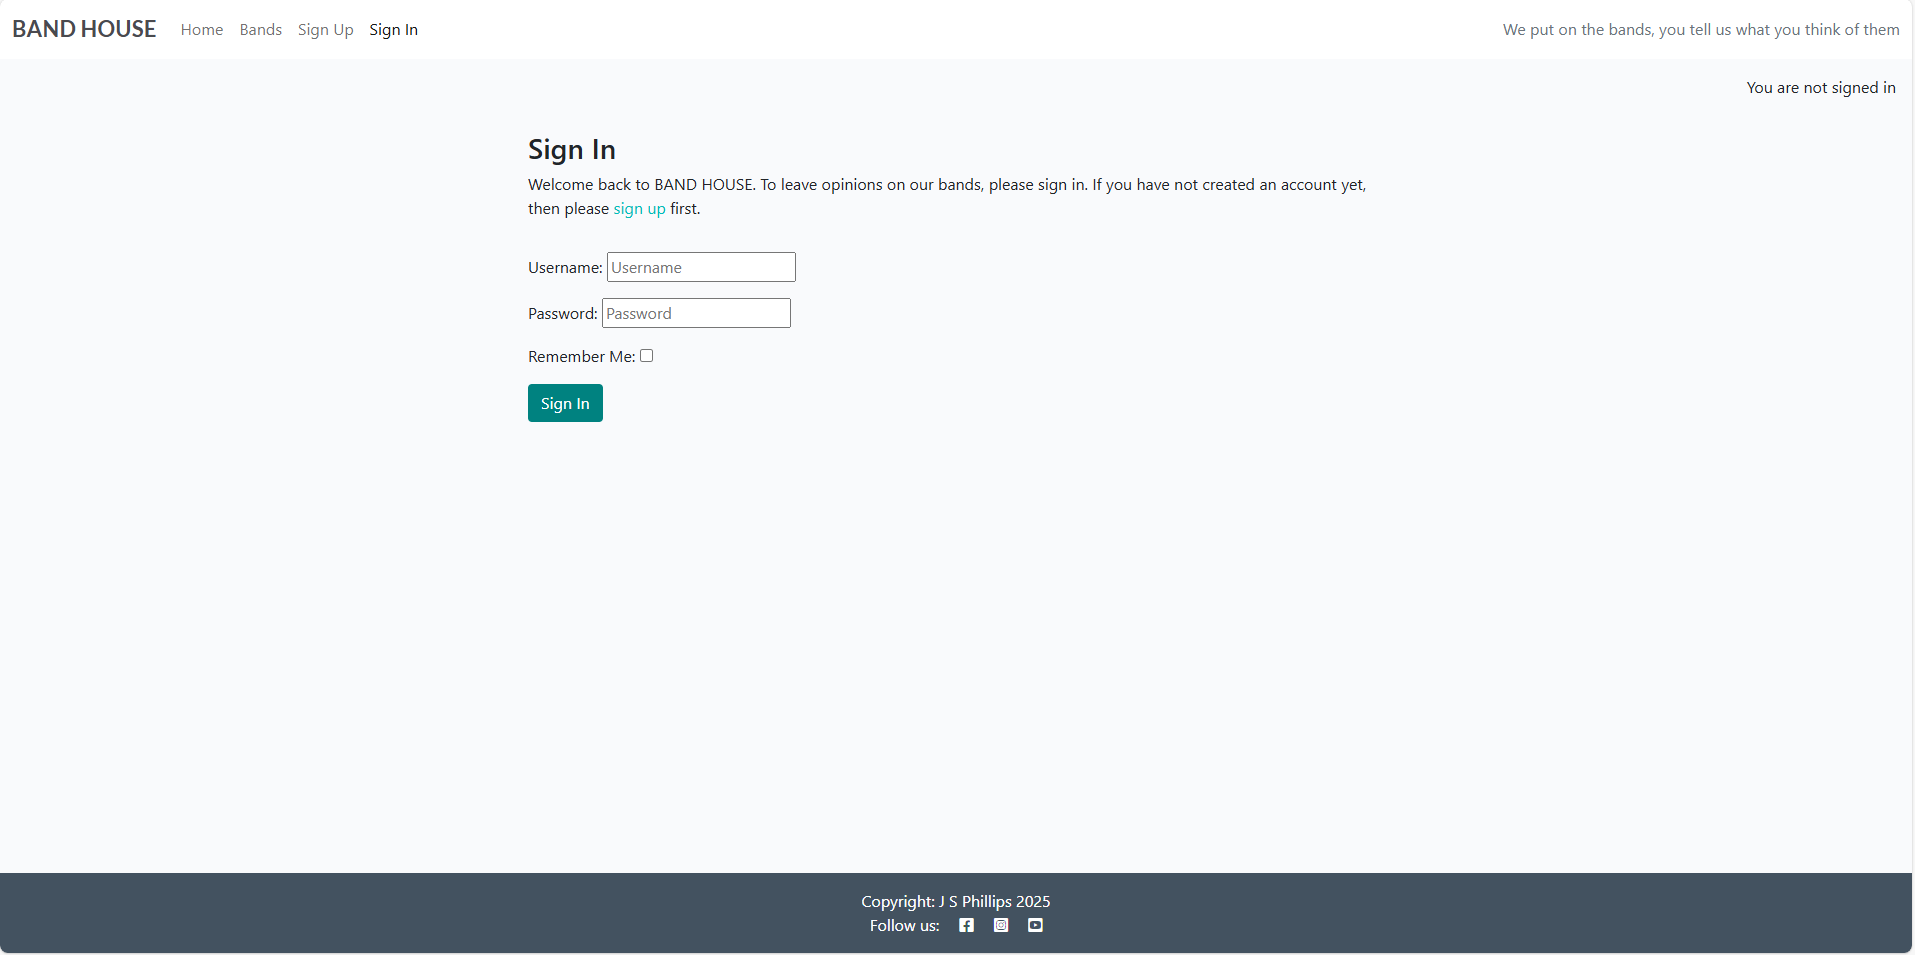 BAND HOUSE Home Bands Sign Up Sign In We put on the bands, you tell us what you think of them
You are not signed in
Sign In
Welcome back to BAND HOUSE. To leave opinions on our bands, please sign in. If you have not created an account yet,
then please sign up first.
Username: Username
Password: Password
Remember Me:
Sign In
Copyright: J S Phillips 2025
Follow us: